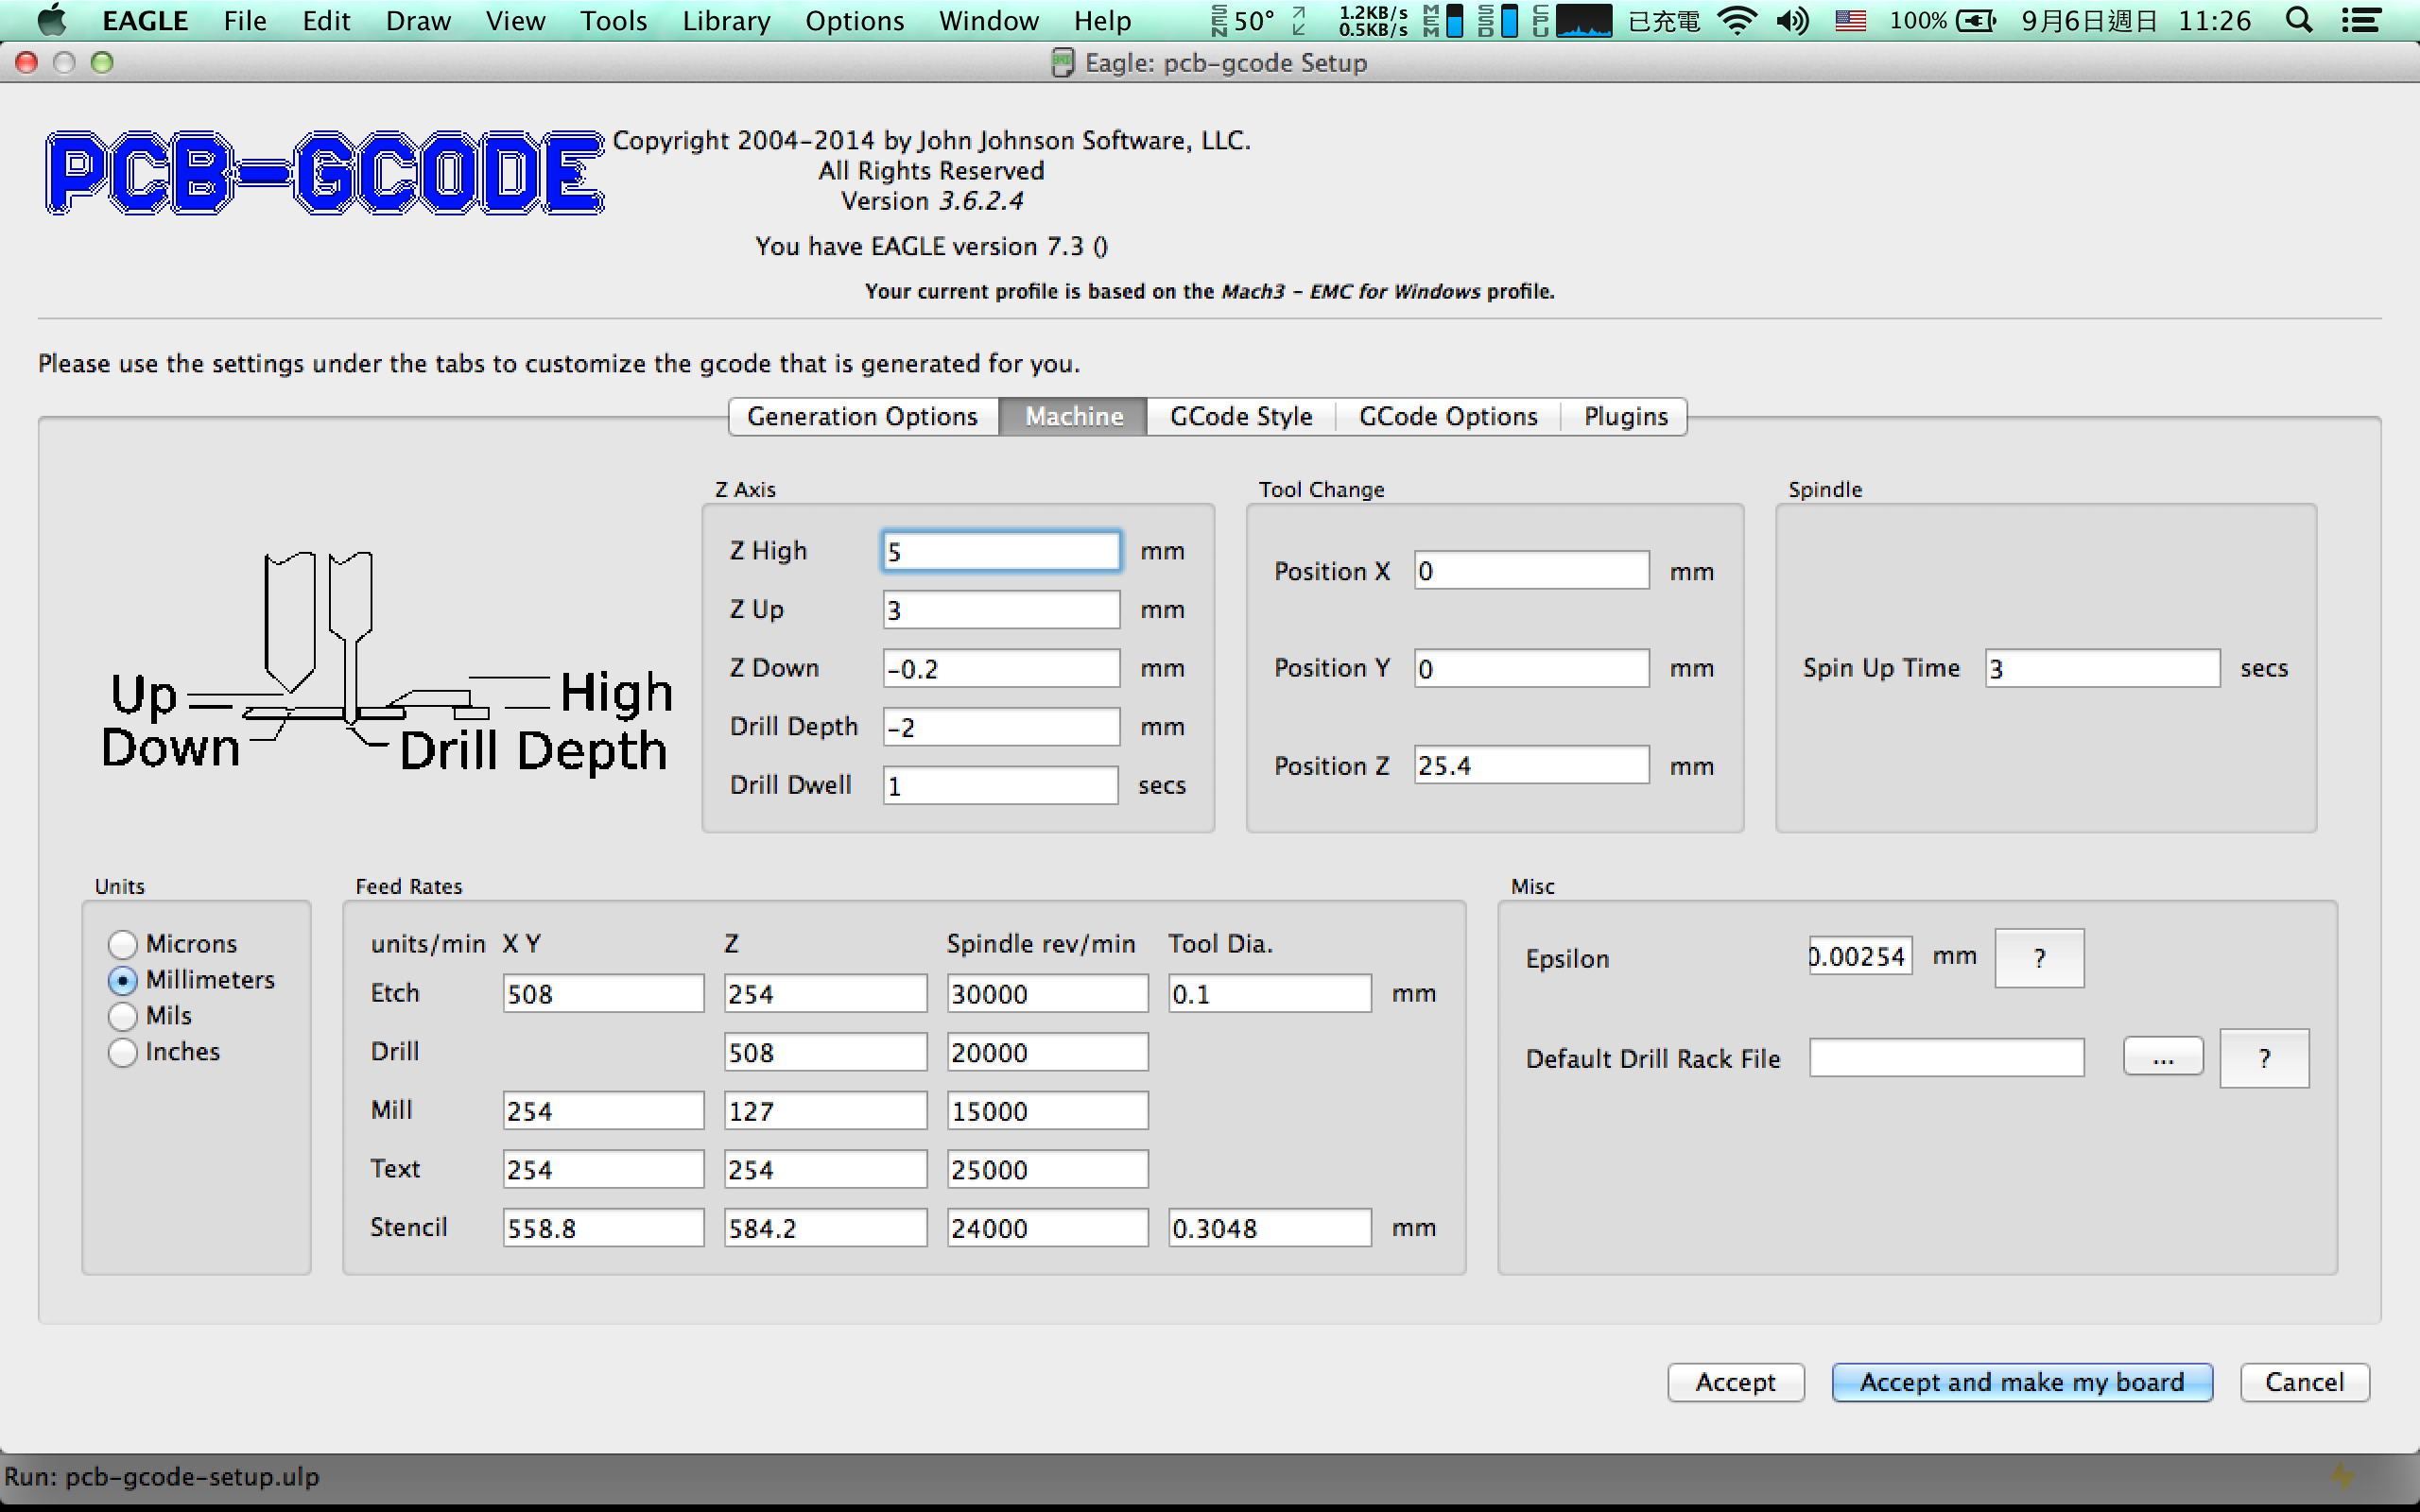 EAGLE File Edit Draw View Tools Library Options Window Help SEN 50° 1.2KB/s 0.5KB/s MEM SSD CPU 已充電 100% 9月6日週日 11:26
Eagle: pcb-gcode Setup
PCB-GCODE
Copyright 2004-2014 by John Johnson Software, LLC.
All Rights Reserved
Version 3.6.2.4
You have EAGLE version 7.3 ()
Your current profile is based on the Mach3 - EMC for Windows profile.
Please use the settings under the tabs to customize the gcode that is generated for you.
Generation Options Machine GCode Style GCode Options Plugins
Up
Down
High
Drill Depth
Z Axis
Z High 5 mm
Z Up 3 mm
Z Down -0.2 mm
Drill Depth -2 mm
Drill Dwell 1 secs
Tool Change
Position X 0 mm
Position Y 0 mm
Position Z 25.4 mm
Spindle
Spin Up Time 3 secs
Units
Microns
Millimeters
Mils
Inches
Feed Rates
units/min X Y Z Spindle rev/min Tool Dia.
Etch 508 254 30000 0.1 mm
Drill 508 20000
Mill 254 127 15000
Text 254 254 25000
Stencil 558.8 584.2 24000 0.3048 mm
Misc
Epsilon 0.00254 mm ?
Default Drill Rack File ... ?
Accept Accept and make my board Cancel
Run: pcb-gcode-setup.ulp